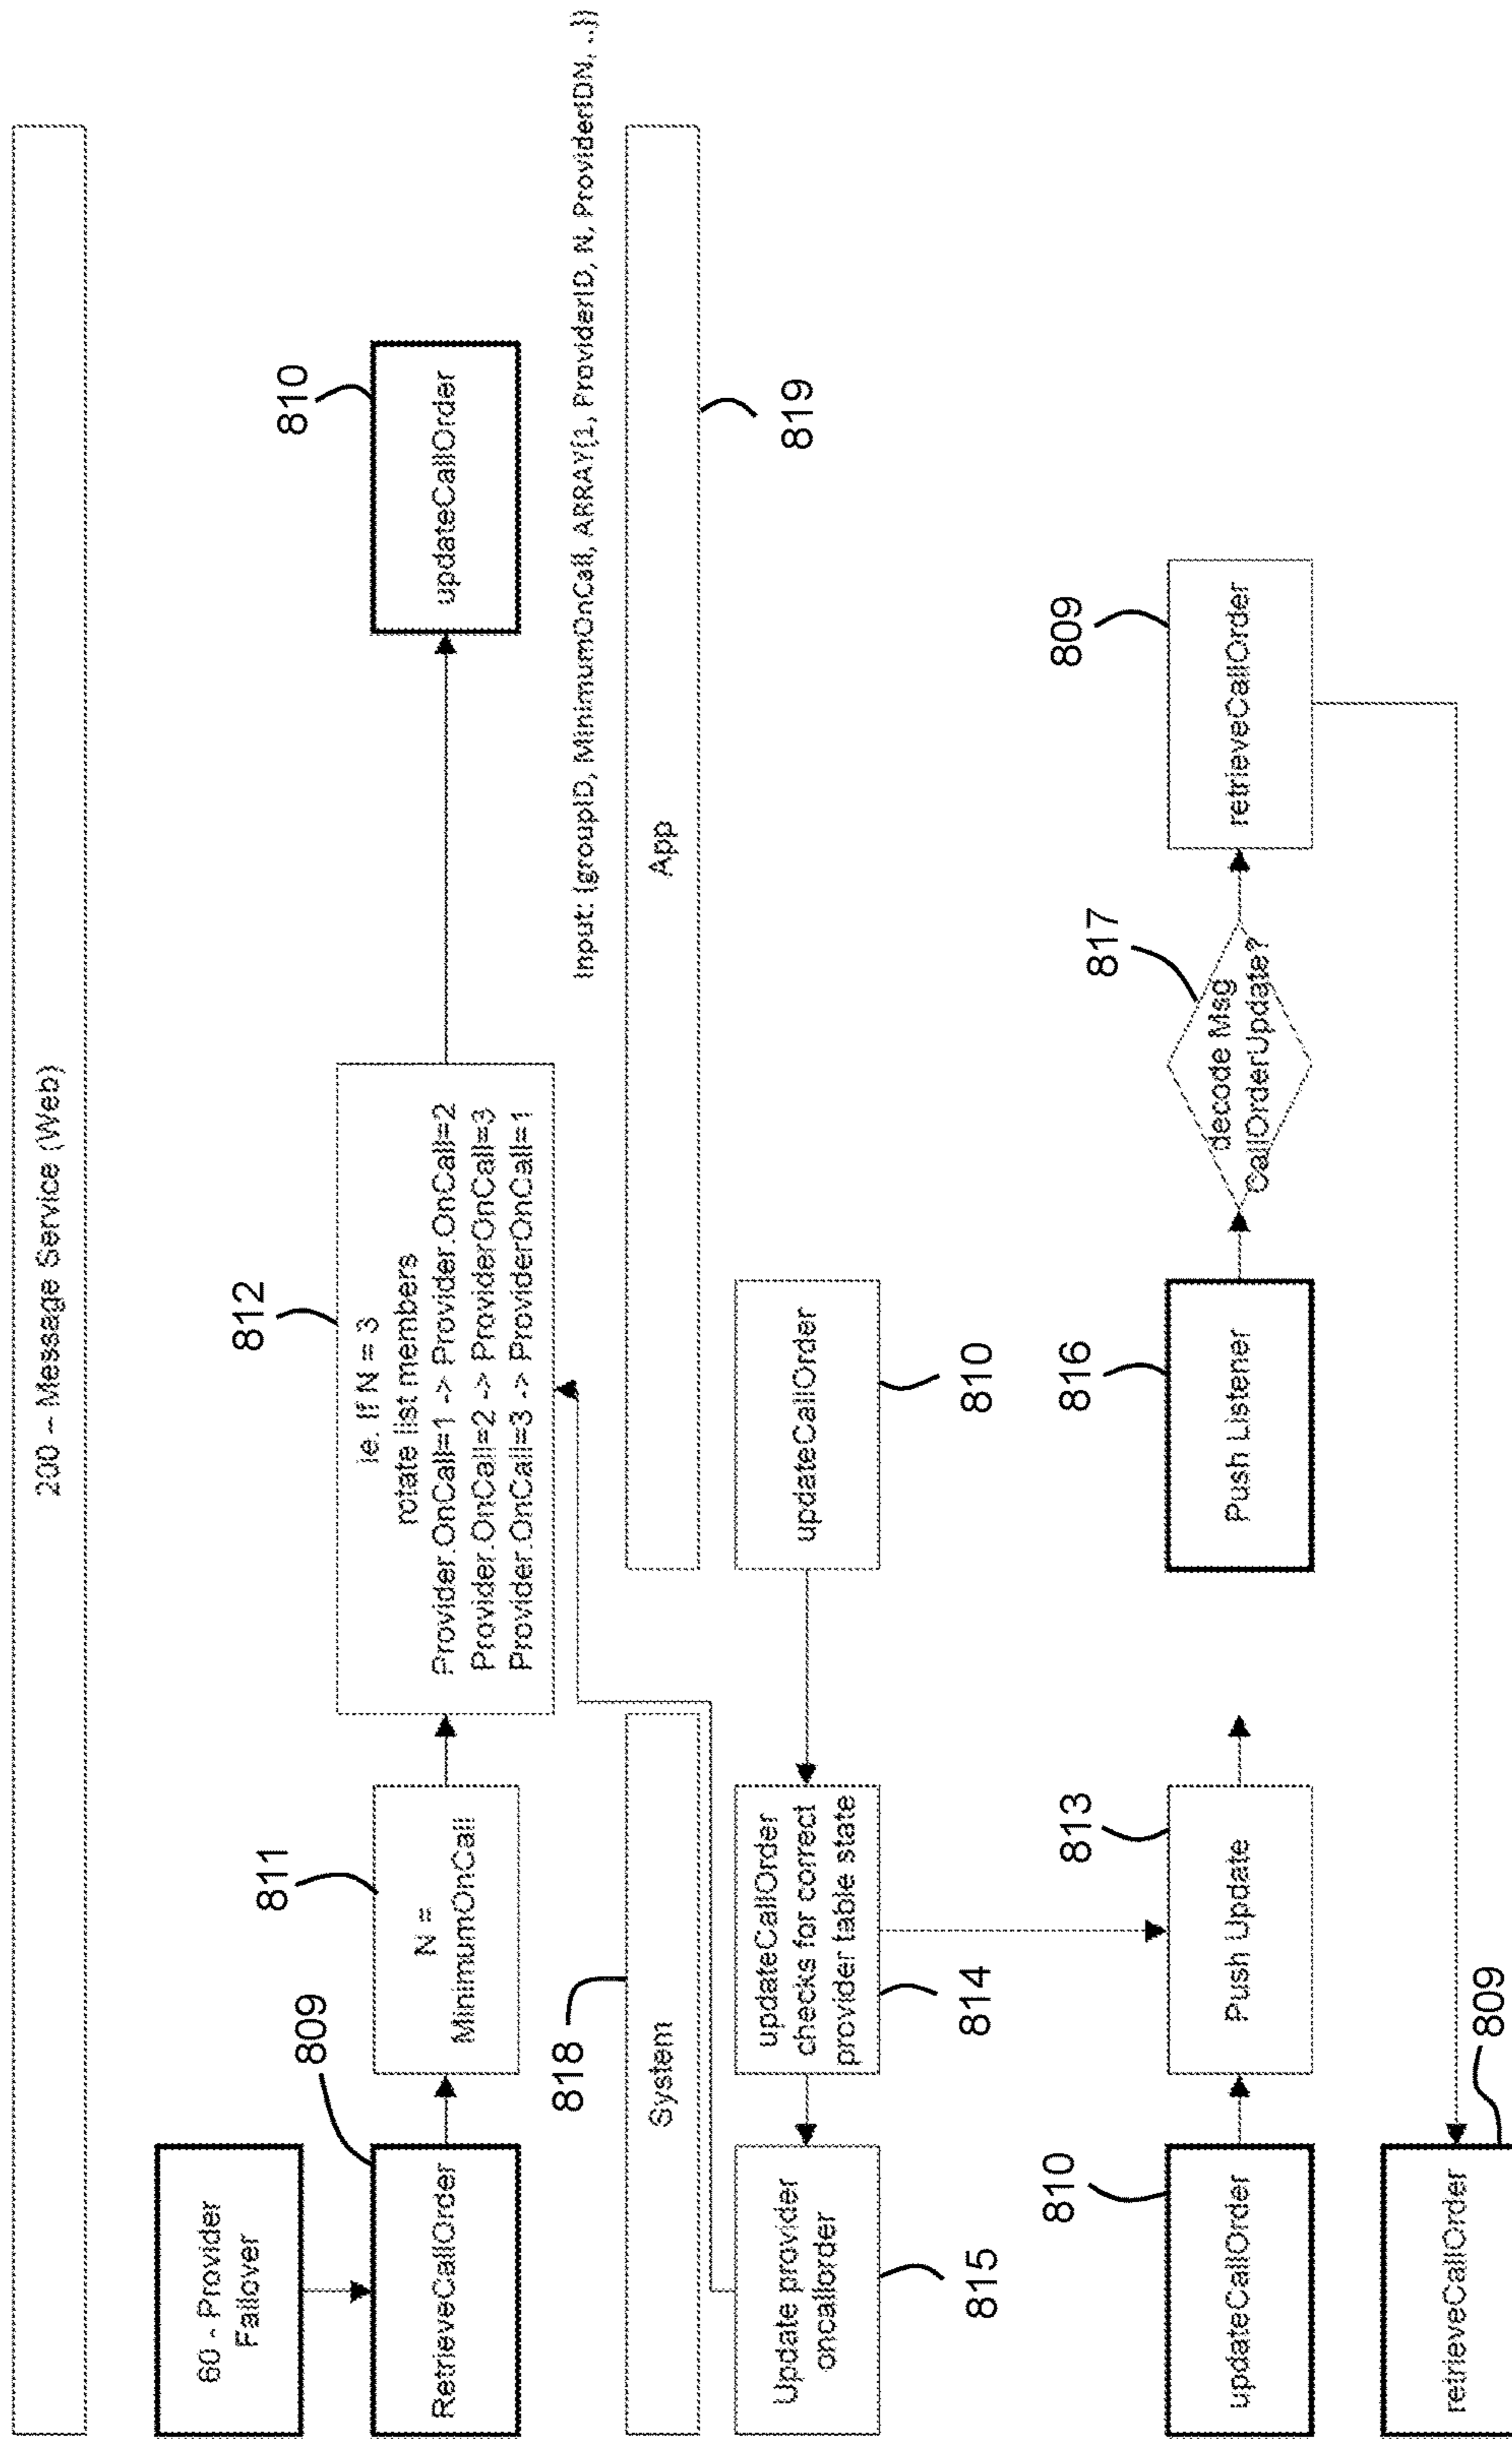 200 – Message Service (Web)
60 - Provider
Failover
809
RetrieveCallOrder
811
N =
MinimumOnCall
812
ie. If N = 3
rotate list members
Provider.OnCall=1 -> Provider.OnCall=2
Provider.OnCall=2 -> ProviderOnCall=3
Provider.OnCall=3 -> ProviderOnCall=1
810
updateCallOrder
Input: {groupID, MinimumOnCall, ARRAY{1, ProviderID, N, ProviderIDN, ..}}
818
System
App
819
Update provider
oncallorder
815
updateCallOrder
checks for correct
provider table state
814
updateCallOrder
810
810
updateCallOrder
813
Push Update
816
Push Listener
817
decode Msg
CallOrderUpdate?
809
retrieveCallOrder
retrieveCallOrder
809